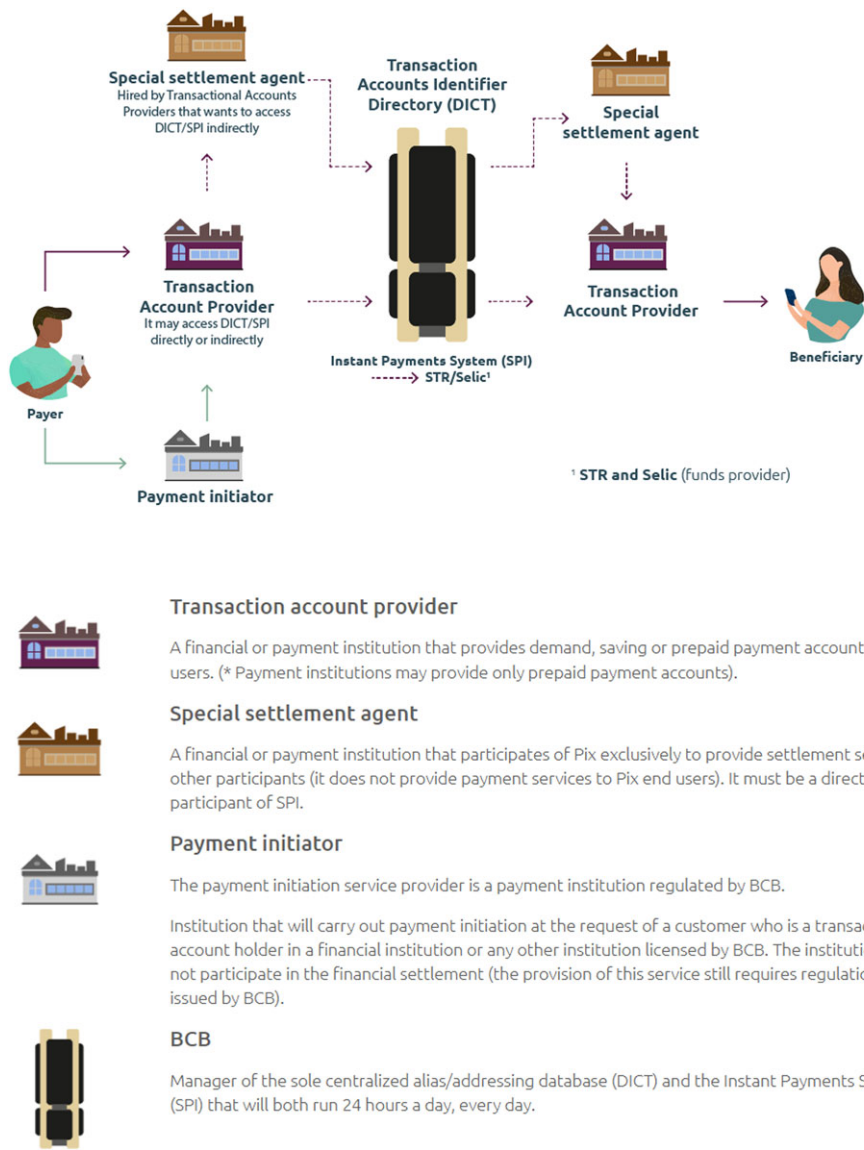 Special settlement agent
Hired by Transactional Accounts
Providers that wants to access
DICT/SPI indirectly
Transaction
Accounts Identifier
Directory (DICT)
Special
settlement agent
Transaction
Account Provider
It may access DICT/SPI
directly or indirectly
Transaction
Account Provider
Instant Payments System (SPI)
STR/Selic¹
Beneficiary
Payer
Payment initiator
¹ STR and Selic (funds provider)
Transaction account provider
A financial or payment institution that provides demand, saving or prepaid payment account
users. (* Payment institutions may provide only prepaid payment accounts).
Special settlement agent
A financial or payment institution that participates of Pix exclusively to provide settlement se
other participants (it does not provide payment services to Pix end users). It must be a direct
participant of SPI.
Payment initiator
The payment initiation service provider is a payment institution regulated by BCB.
Institution that will carry out payment initiation at the request of a customer who is a transac
account holder in a financial institution or any other institution licensed by BCB. The instituti
not participate in the financial settlement (the provision of this service still requires regulatio
issued by BCB).
BCB
Manager of the sole centralized alias/addressing database (DICT) and the Instant Payments S
(SPI) that will both run 24 hours a day, every day.